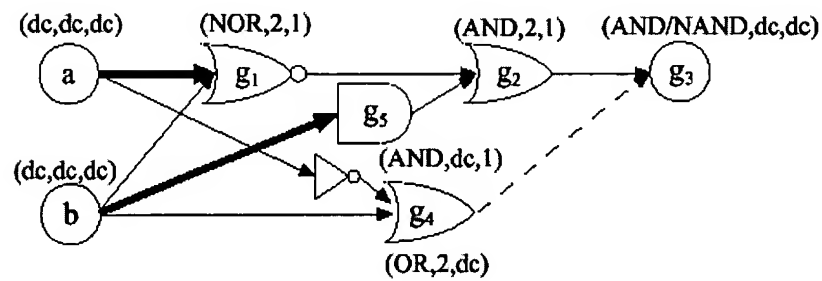 (dc,dc,dc)
(NOR,2,1)
(AND,2,1)
(AND/NAND,dc,dc)
a
g1
g2
g3
g5
(dc,dc,dc)
(AND,dc,1)
b
g4
(OR,2,dc)